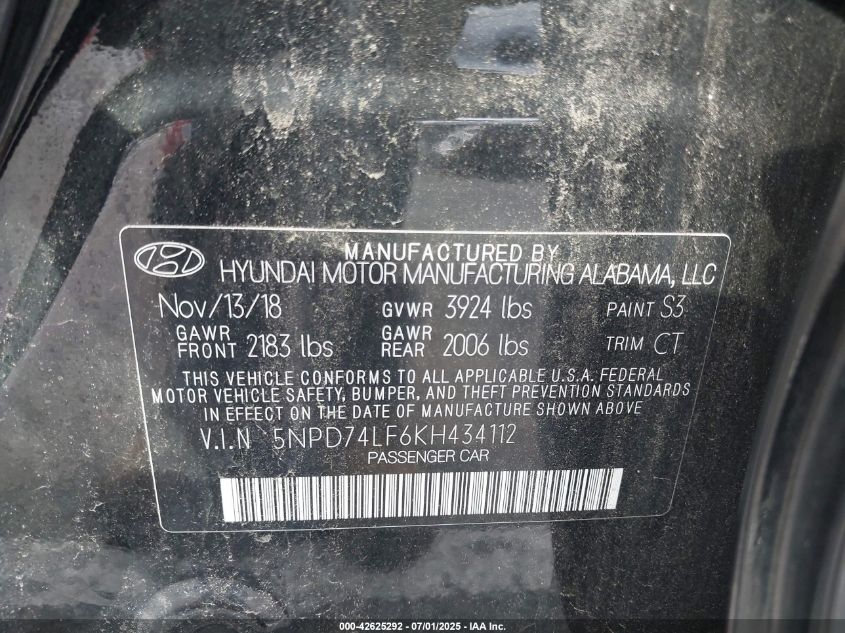 MANUFACTURED BY
HYUNDAI MOTOR MANUFACTURING ALABAMA, LLC
Nov/13/18 GVWR 3924 lbs PAINT S3
GAWR FRONT 2183 lbs GAWR REAR 2006 lbs TRIM CT
THIS VEHICLE CONFORMS TO ALL APPLICABLE U.S.A. FEDERAL
MOTOR VEHICLE SAFETY, BUMPER, AND THEFT PREVENTION STANDARDS
IN EFFECT ON THE DATE OF MANUFACTURE SHOWN ABOVE
V.I.N 5NPD74LF6KH434112
PASSENGER CAR
000-42625292 - 07/01/2025 - IAA Inc.